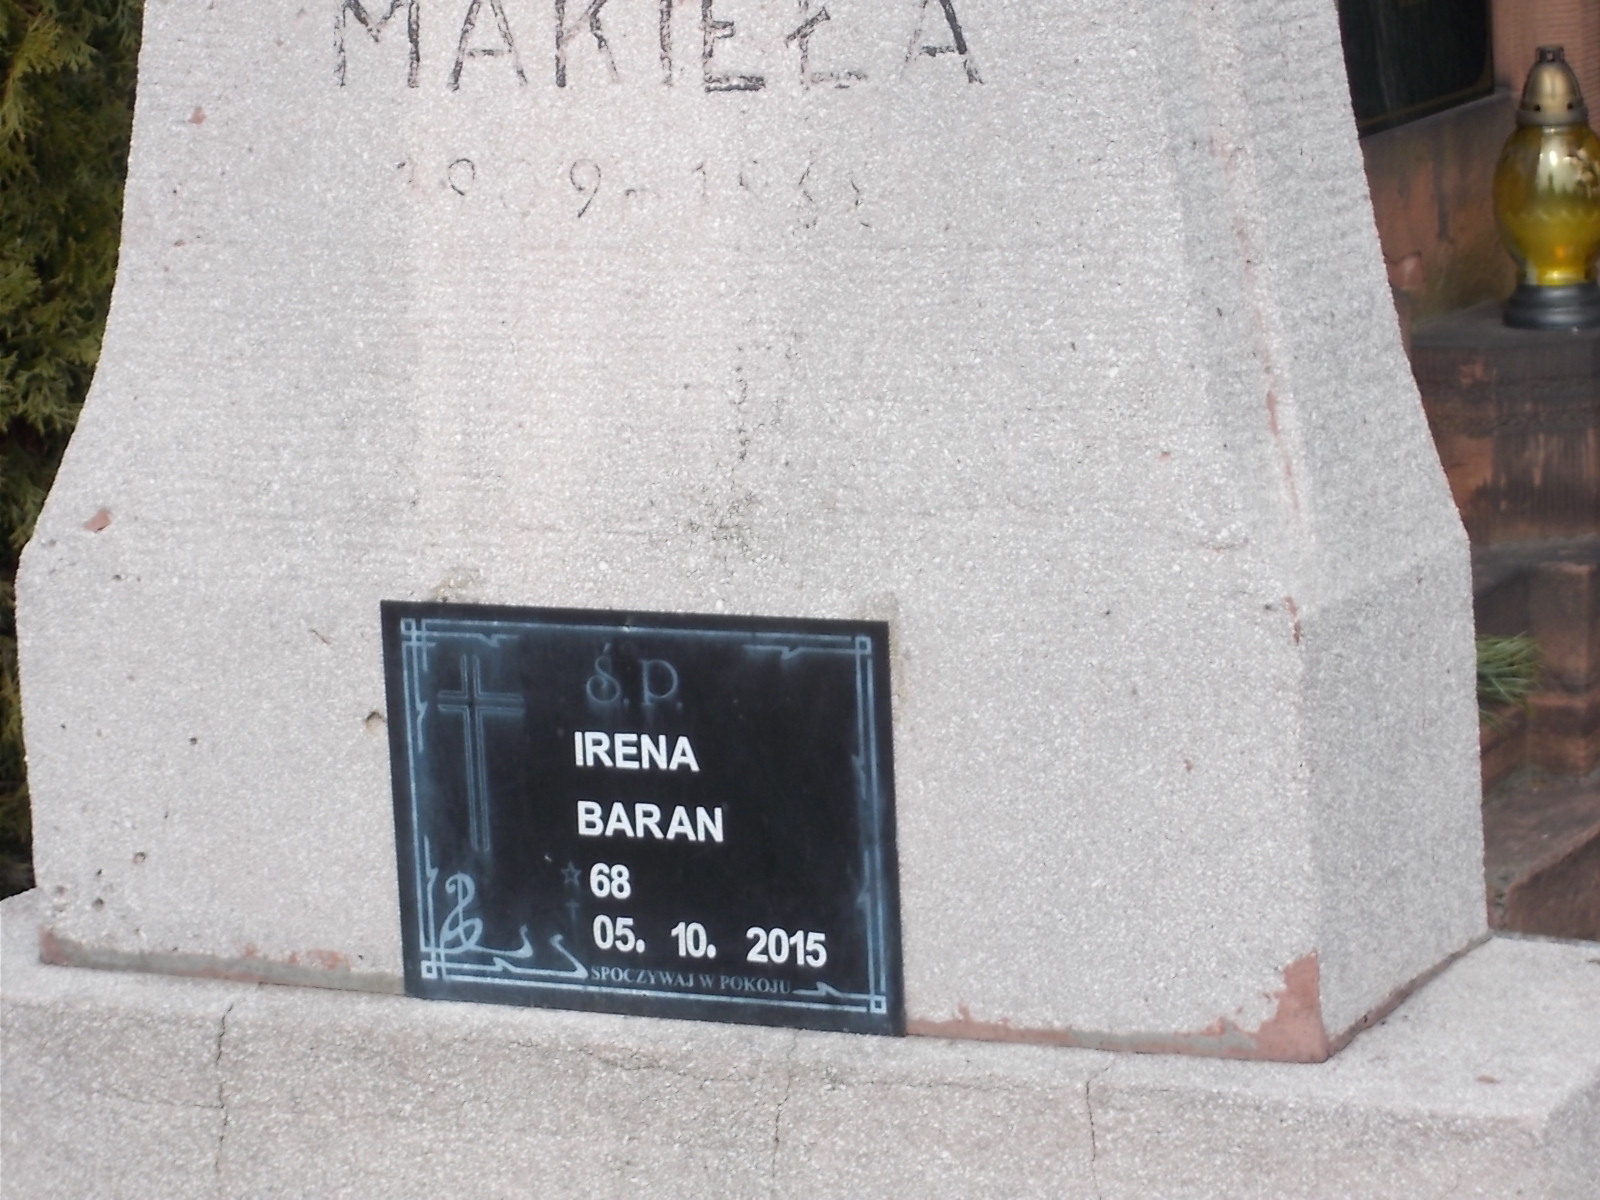 MAKIEŁA
Ś.P.
IRENA
BARAN
68
05. 10. 2015
SPOCZYWAJ W POKOJU